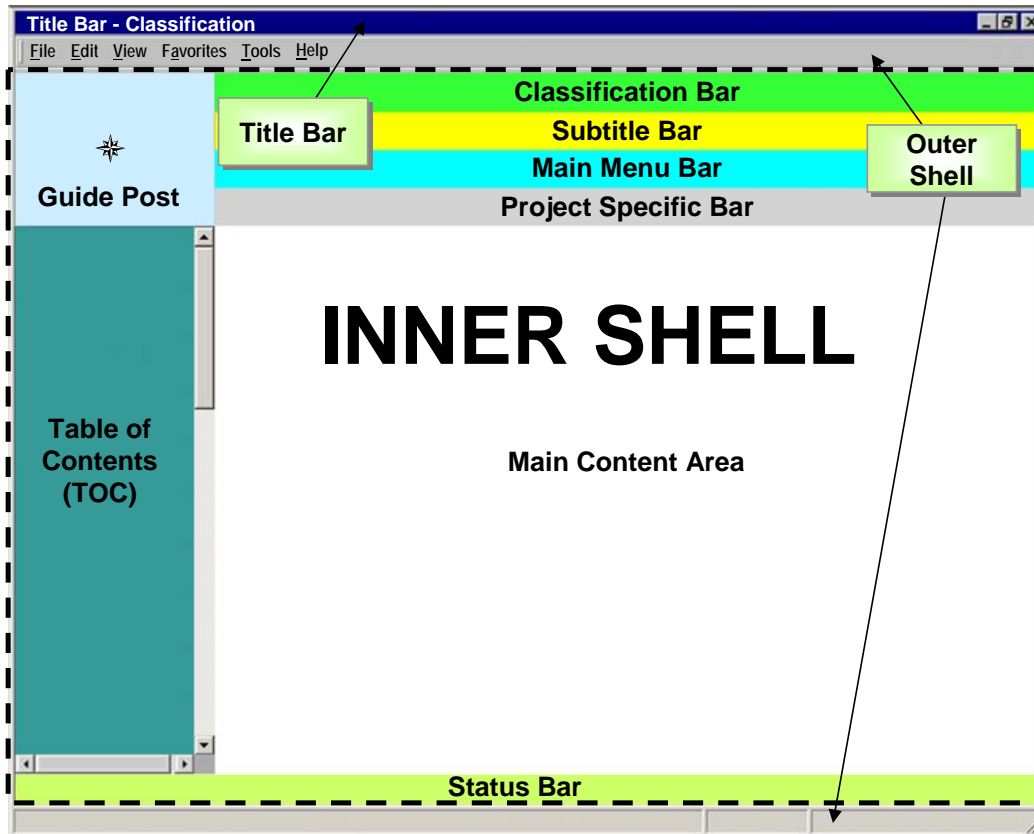 Title Bar - Classification
File Edit View Favorites Tools Help
Classification Bar
Title Bar
Subtitle Bar
Outer
Shell
Main Menu Bar
Guide Post
Project Specific Bar
INNER SHELL
Table of
Contents
(TOC)
Main Content Area
Status Bar